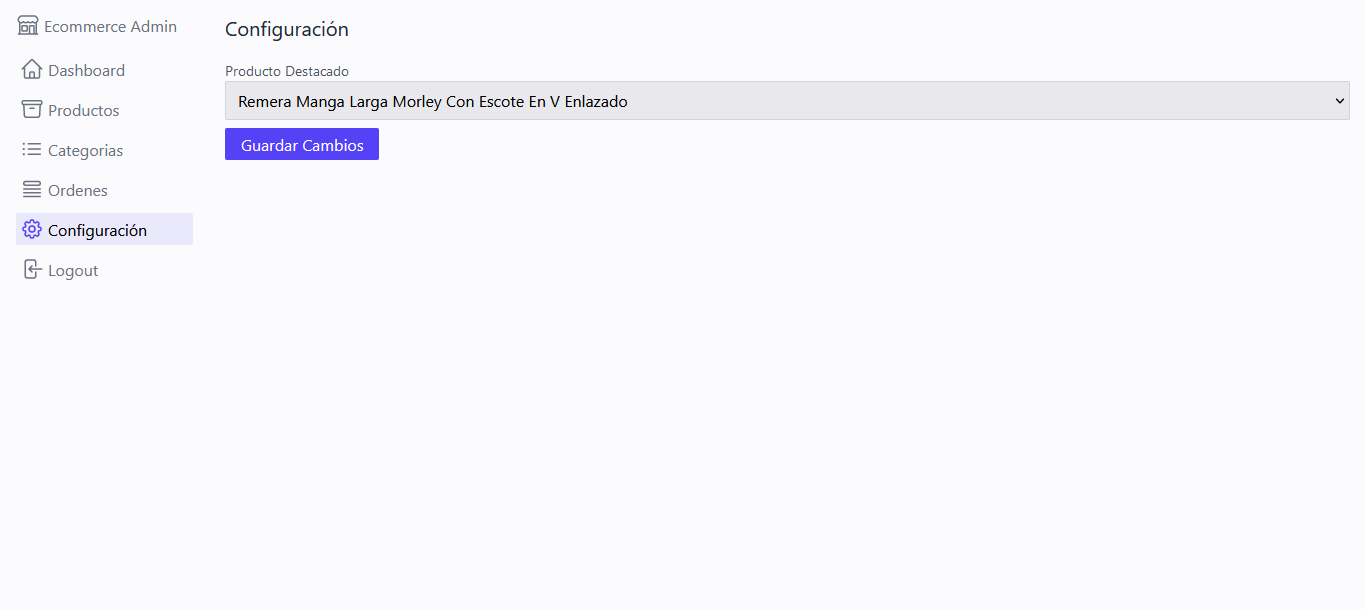 Ecommerce Admin
Dashboard
Productos
Categorias
Ordenes
Configuración
Logout
Configuración
Producto Destacado
Remera Manga Larga Morley Con Escote En V Enlazado
Guardar Cambios